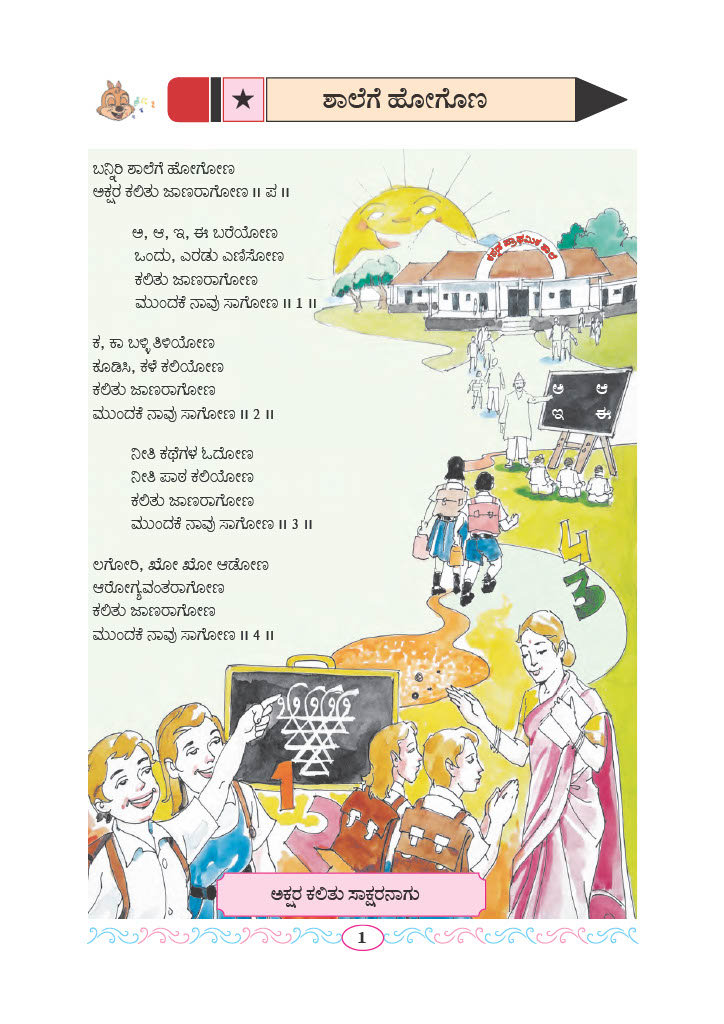 ಶಾಲೆಗೆ ಹೋಗೋಣ
ಬನ್ನಿರಿ ಶಾಲೆಗೆ ಹೋಗೋಣ
ಅಕ್ಷರ ಕಲಿತು ಜಾಣರಾಗೋಣ ॥ ಪ ॥
ಅ, ಆ, ಇ, ಈ ಬರೆಯೋಣ
ಒಂದು, ಎರಡು ಎಣಿಸೋಣ
ಕಲಿತು ಜಾಣರಾಗೋಣ
ಮುಂದಕೆ ನಾವು ಸಾಗೋಣ ॥ 1 ॥
ಕ, ಕಾ ಬಳ್ಳಿ ತಿಳಿಯೋಣ
ಕೂಡಿಸಿ, ಕಳೆ ಕಲಿಯೋಣ
ಕಲಿತು ಜಾಣರಾಗೋಣ
ಮುಂದಕೆ ನಾವು ಸಾಗೋಣ ॥ 2 ॥
ನೀತಿ ಕಥೆಗಳ ಓದೋಣ
ನೀತಿ ಪಾಠ ಕಲಿಯೋಣ
ಕಲಿತು ಜಾಣರಾಗೋಣ
ಮುಂದಕೆ ನಾವು ಸಾಗೋಣ ॥ 3 ॥
ಲಗೋರಿ, ಖೋ ಖೋ ಆಡೋಣ
ಆರೋಗ್ಯವಂತರಾಗೋಣ
ಕಲಿತು ಜಾಣರಾಗೋಣ
ಮುಂದಕೆ ನಾವು ಸಾಗೋಣ ॥ 4 ॥
ಕನ್ನಡ ಪ್ರಾಥಮಿಕ ಶಾಲೆ
ಅ ಆ
ಇ ಈ
4
3
1
2
ಅಕ್ಷರ ಕಲಿತು ಸಾಕ್ಷರನಾಗು
1